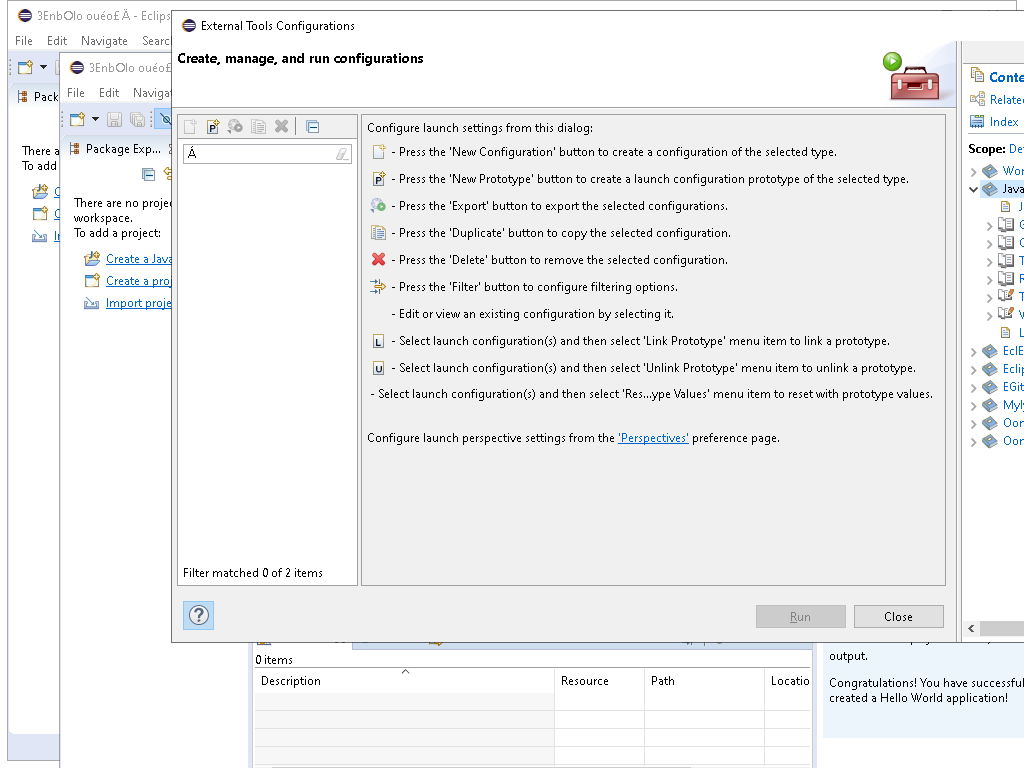 3EnbOlo ouéo£Ä - Eclips
File Edit Navigate Searc
Pack
There a
To add
3EnbOlo ouéo£
File Edit Naviga
Package Exp...
There are no proje
workspace.
To add a project:
Create a Java
Create a proj
Import proje
External Tools Configurations
Create, manage, and run configurations
Á
Filter matched 0 of 2 items
Configure launch settings from this dialog:
- Press the 'New Configuration' button to create a configuration of the selected type.
- Press the 'New Prototype' button to create a launch configuration prototype of the selected type.
- Press the 'Export' button to export the selected configurations.
- Press the 'Duplicate' button to copy the selected configuration.
- Press the 'Delete' button to remove the selected configuration.
- Press the 'Filter' button to configure filtering options.
- Edit or view an existing configuration by selecting it.
- Select launch configuration(s) and then select 'Link Prototype' menu item to link a prototype.
- Select launch configuration(s) and then select 'Unlink Prototype' menu item to unlink a prototype.
- Select launch configuration(s) and then select 'Res...ype Values' menu item to reset with prototype values.
Configure launch perspective settings from the 'Perspectives' preference page.
Run
Close
Conte
Relate
Index
Scope: De
Wor
Java
EclE
Eclip
EGit
Myly
Oon
Oon
0 items
Description Resource Path Locatio
output.
Congratulations! You have successful
created a Hello World application!